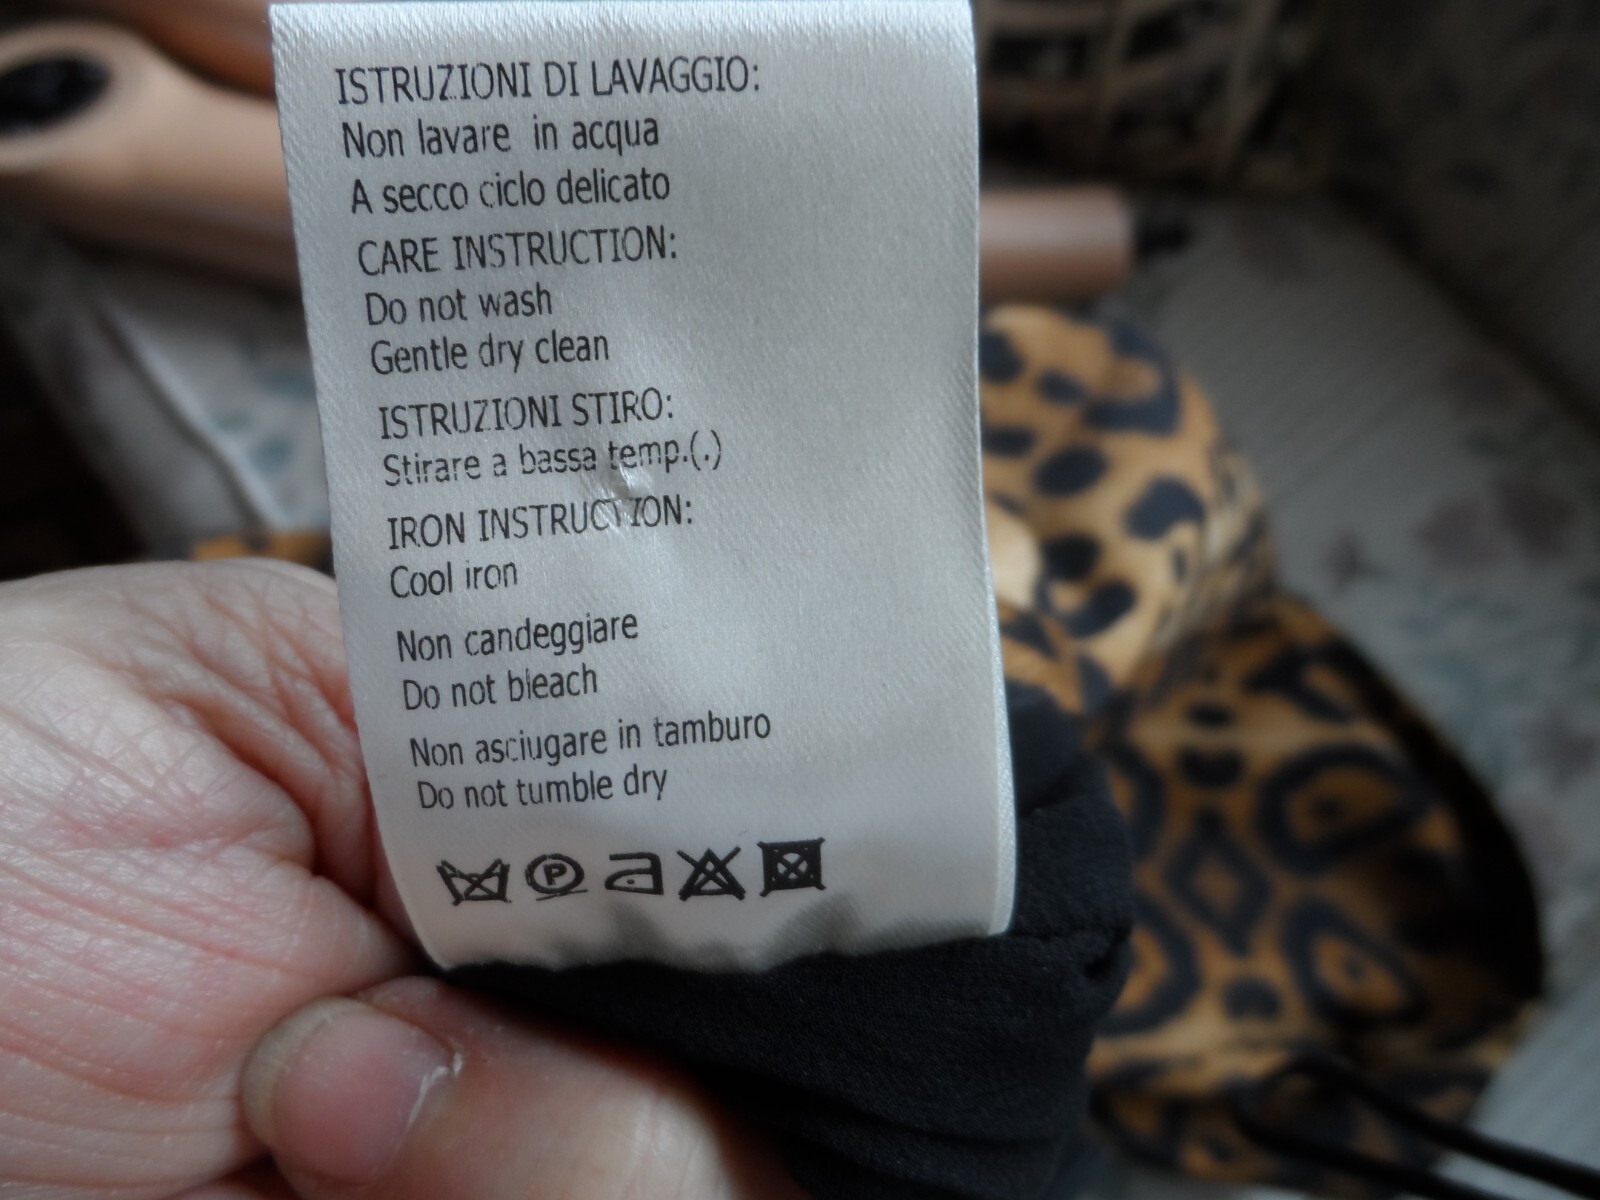 ISTRUZIONI DI LAVAGGIO:
Non lavare in acqua
A secco ciclo delicato
CARE INSTRUCTION:
Do not wash
Gentle dry clean
ISTRUZIONI STIRO:
Stirare a bassa temp.(.)
IRON INSTRUCTION:
Cool iron
Non candeggiare
Do not bleach
Non asciugare in tamburo
Do not tumble dry
P